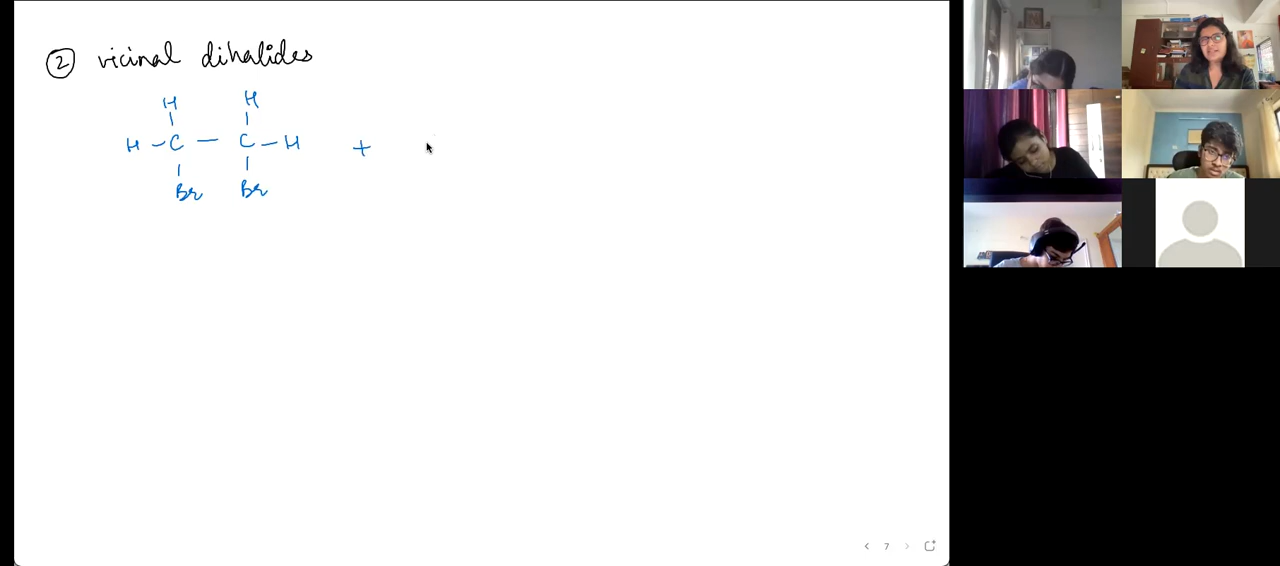 ② vicinal dihalides
H H
H - C - C - H +
Br Br
7